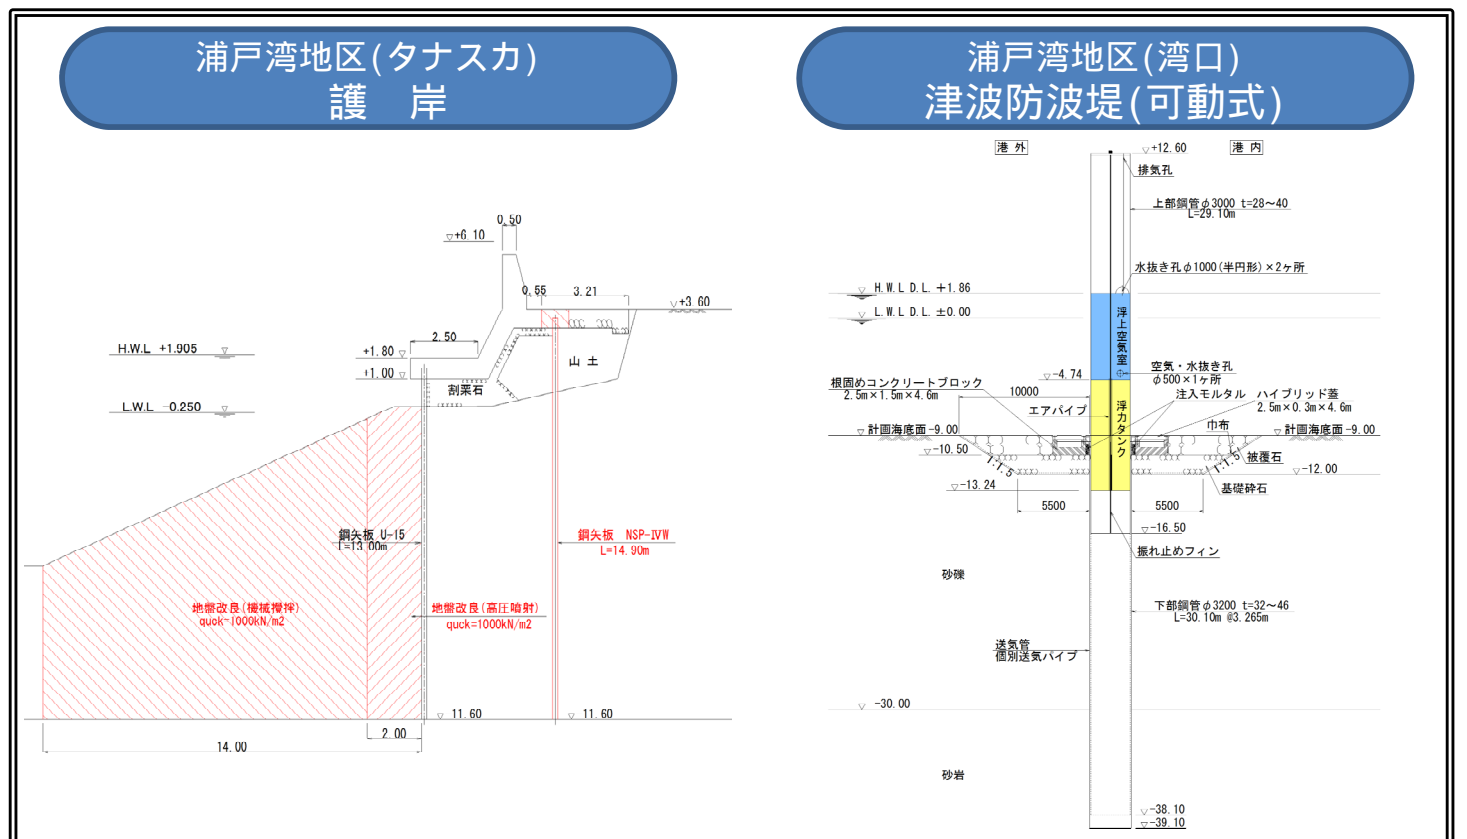 浦戸湾地区(タナスカ)
護　岸
0.50
▽+6.10
0.55
3.21
▽+3.60
2.50
H.W.L +1.905
+1.80
+1.00
山 土
割栗石
L.W.L -0.250
鋼矢板 U-15
L=13.00m
鋼矢板 NSP-IVW
L=14.90m
地盤改良(機械攪拌)
quck=1000kN/m2
地盤改良(高圧噴射)
quck=1000kN/m2
▽ 11.60
▽ 11.60
2.00
14.00
浦戸湾地区(湾口)
津波防波堤(可動式)
港 外
▽+12.60
港 内
排気孔
上部鋼管φ3000 t=28～40
L=29.10m
水抜き孔φ1000(半円形)×2ヶ所
H.W.L D.L. +1.86
L.W.L D.L. ±0.00
浮上空気室
空気・水抜き孔
φ500×1ヶ所
▽-4.74
根固めコンクリートブロック
2.5m×1.5m×4.6m
10000
注入モルタル
ハイブリッド蓋
2.5m×0.3m×4.6m
エアパイプ
浮力タンク
巾布
▽ 計画海底面-9.00
▽ 計画海底面-9.00
▽-10.50
被覆石
1:1.5
1:1.5
▽-12.00
▽-13.24
基礎砕石
5500
5500
▽-16.50
振れ止めフィン
砂礫
下部鋼管φ3200 t=32～46
L=30.10m @3.265m
送気管
個別送気パイプ
▽ -30.00
砂岩
▽-38.10
▽-39.10